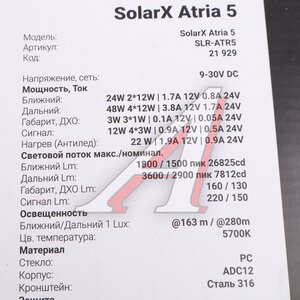 SolarX Atria 5
Модель: SolarX Atria 5
Артикул: SLR-ATR5
Код: 21 929
Напряжение, сеть: 9-30V DC
Мощность, Ток
Ближний: 24W 2*12W | 1.7A 12V 0.8A 24V
Дальний: 48W 4*12W | 3.8A 12V 1.7A 24V
Габарит, ДХО: 3W 3*1W | 0.1A 12V | 0.05A 24V
Сигнал: 12W 4*3W | 0.9A 12V | 0.5A 24V
Нагрев (Антилед): 22 W | 1.9A 12V | 0.9A 24V
Световой поток макс./номинал.
Ближний Lm: 1800 / 1500 пик 26825cd
Дальний Lm: 3600 / 2900 пик 7812cd
Габарит, ДХО Lm: 160 / 130
Сигнал Lm: 220 / 150
Освещенность
Ближний/Дальний 1 Lux: @163 m / @280m
Цв. температура: 5700K
Материал
Стекло: PC
Корпус: ADC12
Кронштейн: Сталь 316